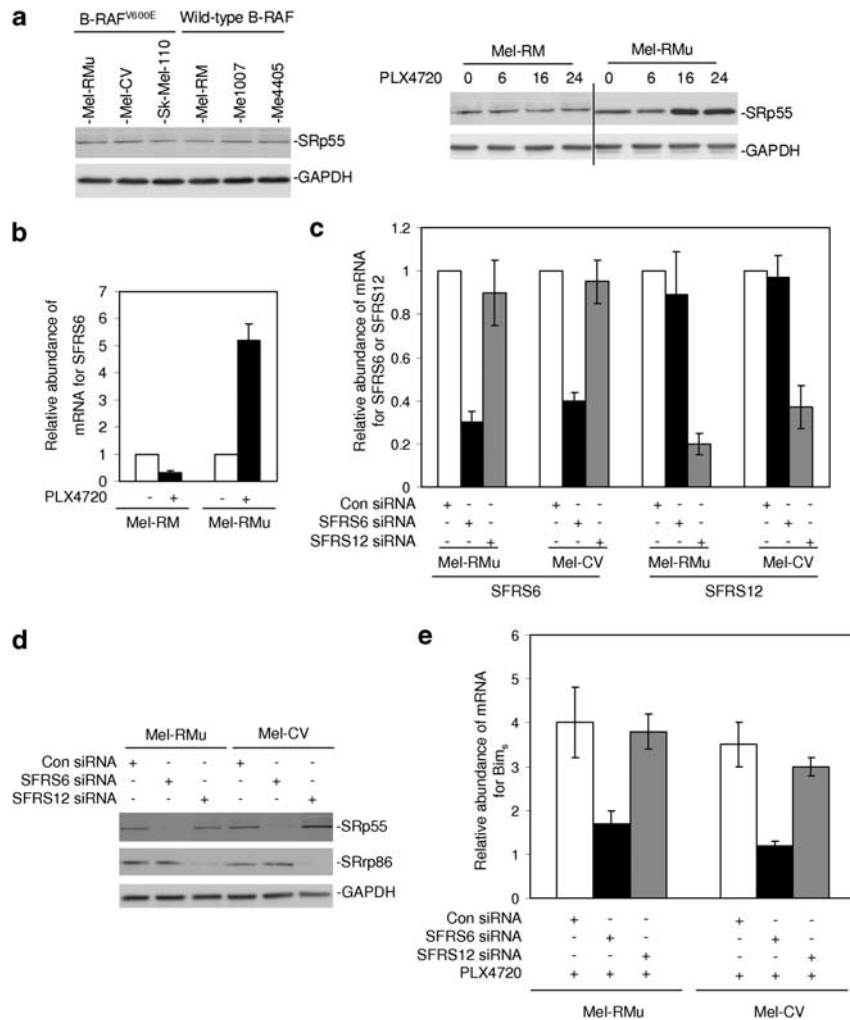 a
B-RAFV600E Wild-type B-RAF
-Mel-RMu
-Mel-CV
-Sk-Mel-110
-Mel-RM
-Me1007
-Me4405
-SRp55
-GAPDH
Mel-RM Mel-RMu
PLX4720 0 6 16 24 0 6 16 24
-SRp55
-GAPDH
b
Relative abundance of
mRNA for SFRS6
7
6
5
4
3
2
1
0
PLX4720 - + - +
Mel-RM Mel-RMu
c
Relative abundance of mRNA
for SFRS6 or SFRS12
1.2
1
0.8
0.6
0.4
0.2
0
Con siRNA + - - + - - + - - + - -
SFRS6 siRNA - + - - + - - + - - + -
SFRS12 siRNA - - + - - + - - + - - +
Mel-RMu Mel-CV Mel-RMu Mel-CV
SFRS6 SFRS12
d
Mel-RMu Mel-CV
Con siRNA + - - + - -
SFRS6 siRNA - + - - + -
SFRS12 siRNA - - + - - +
-SRp55
-SRrp86
-GAPDH
e
Relative abundance of mRNA
for Bims
6
5
4
3
2
1
0
Con siRNA + - - + - -
SFRS6 siRNA - + - - + -
SFRS12 siRNA - - + - - +
PLX4720 + + + + + +
Mel-RMu Mel-CV